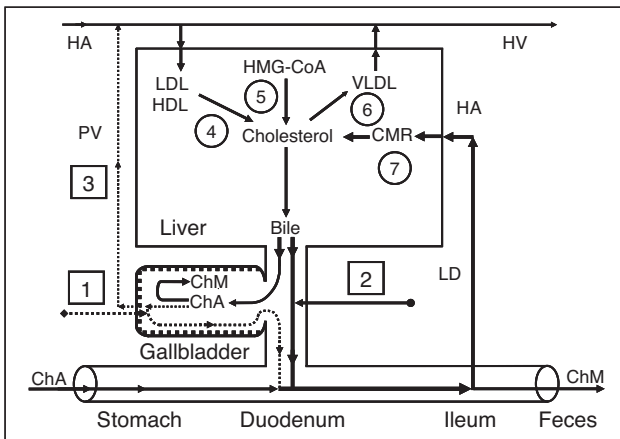 HA HV
HMG-CoA
LDL VLDL
HDL
5
6
4
HA
PV
Cholesterol CMR
7
3
Liver
Bile
1
ChM
ChA
2
LD
Gallbladder
ChA ChM
Stomach Duodenum Ileum Feces